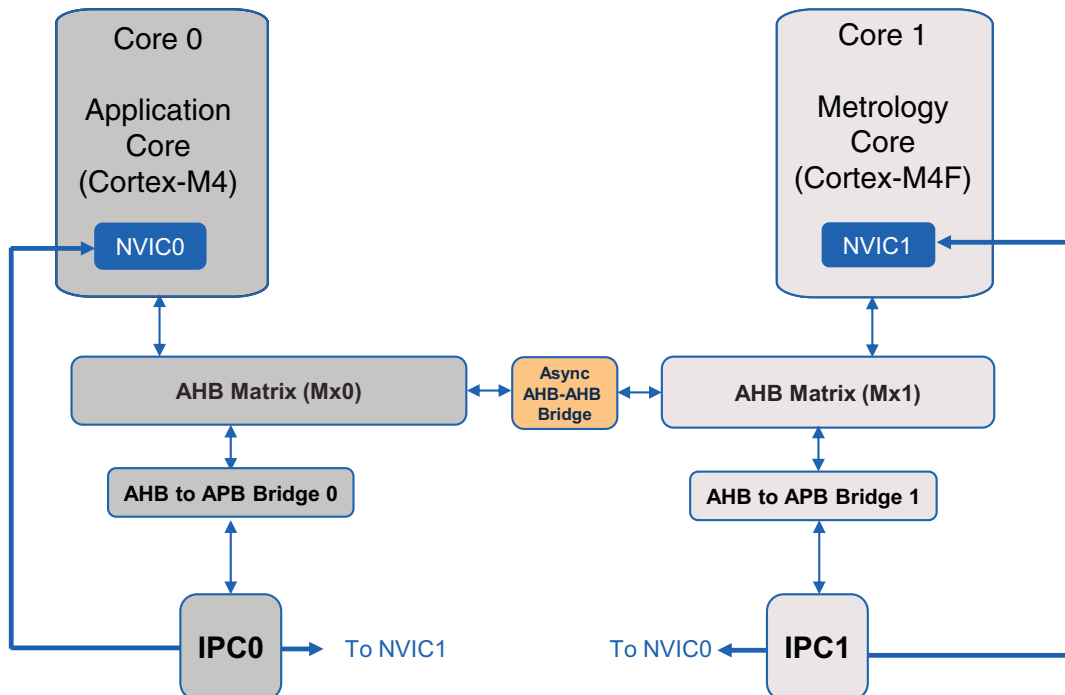 Core 0
Application
Core
(Cortex-M4)
NVIC0
Core 1
Metrology
Core
(Cortex-M4F)
NVIC1
AHB Matrix (Mx0)
Async
AHB-AHB
Bridge
AHB Matrix (Mx1)
AHB to APB Bridge 0
AHB to APB Bridge 1
IPC0
To NVIC1
To NVIC0
IPC1